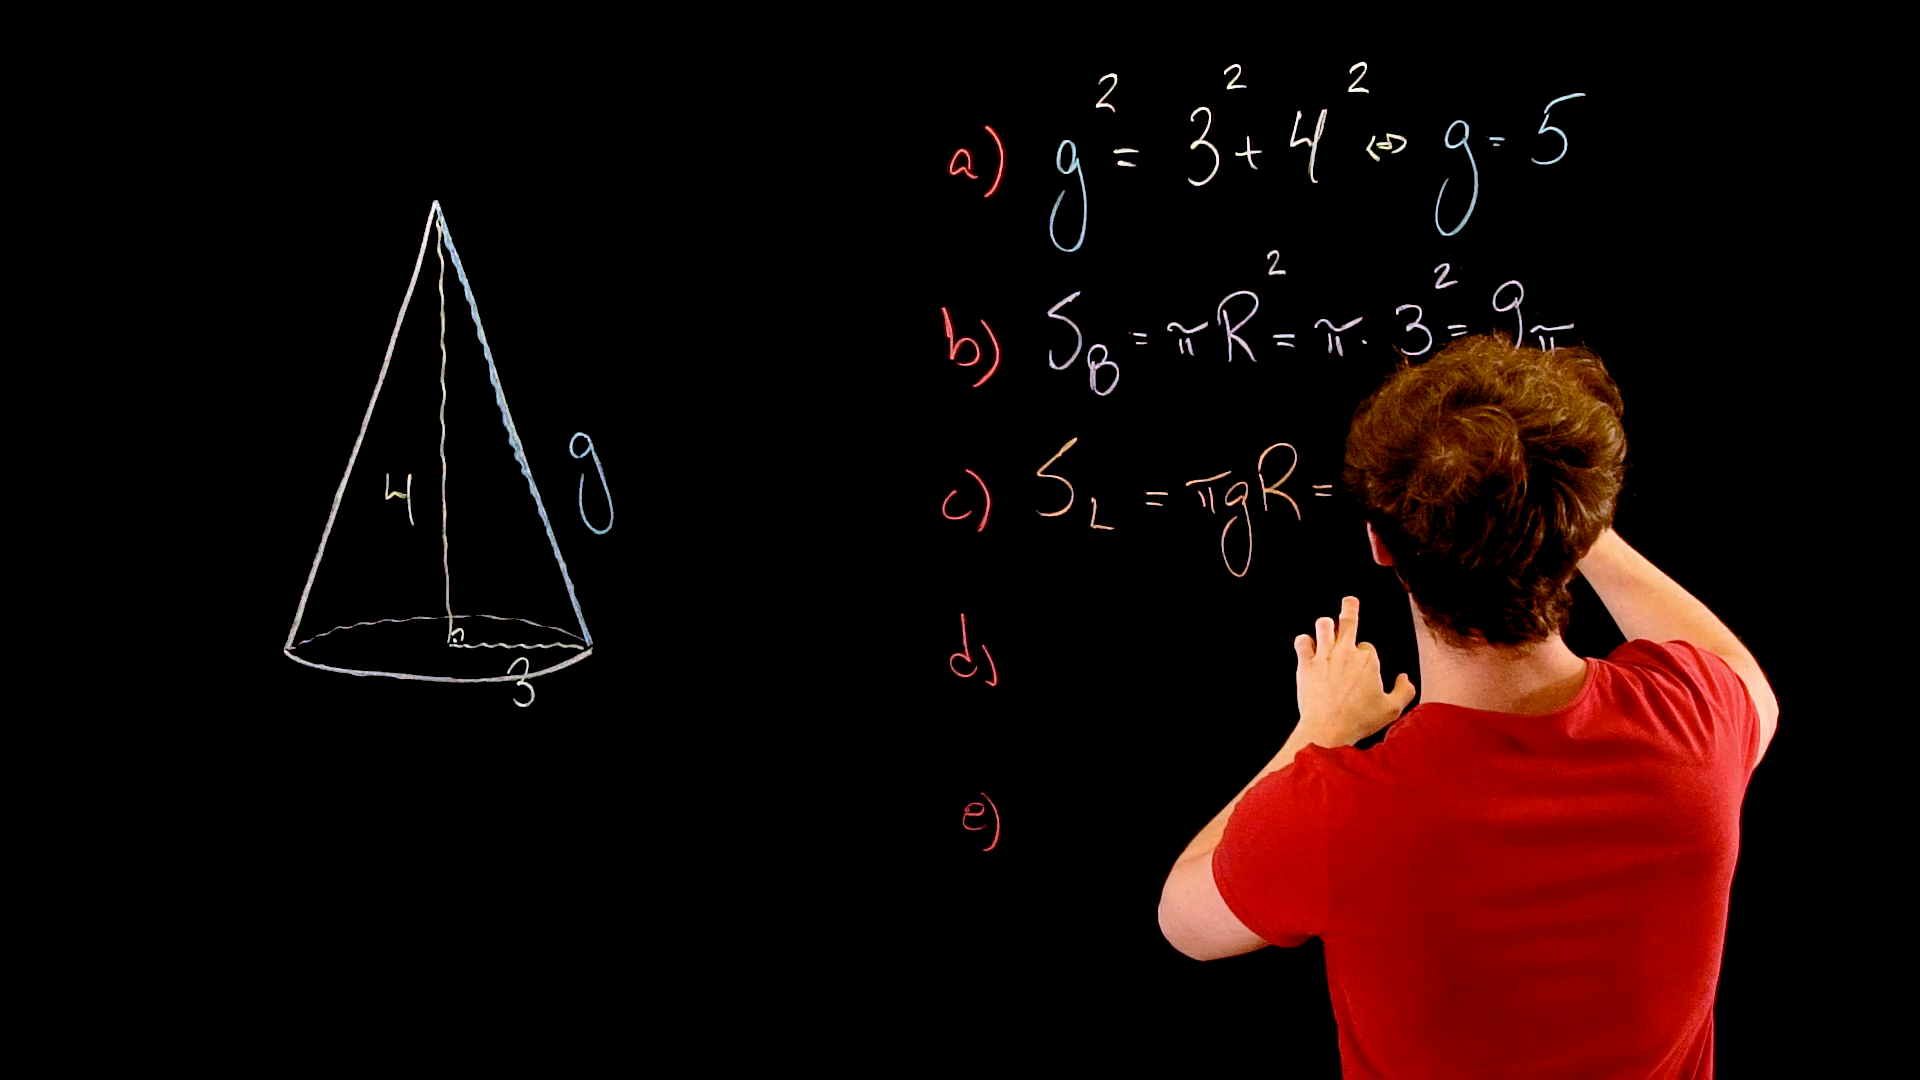 4
g
3
a) g² = 3² + 4² ⇔ g = 5
b) S_B = πR² = π · 3² = 9π
c) S_L = πgR =
d)
e)